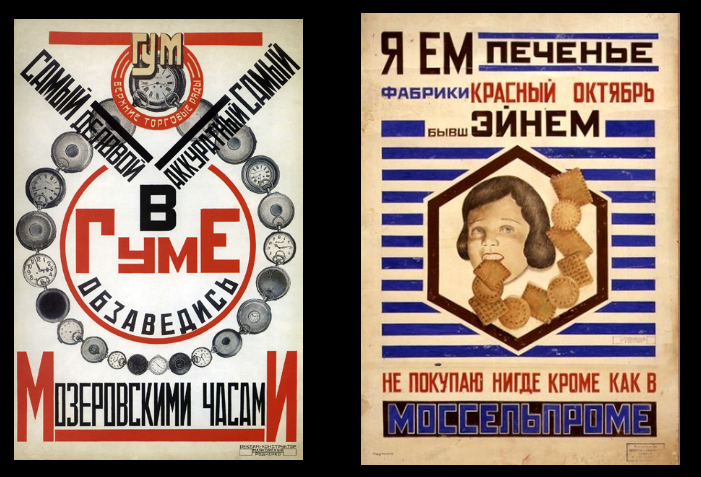 ГУМ
ВЕРХНИЕ ТОРГОВЫЕ РЯДЫ
САМЫЙ ДЕЛОВОЙ
АККУРАТНЫЙ САМЫЙ
В
ГУМЕ
ОБЗАВЕДИСЬ
МОЗЕРОВСКИМИ ЧАСАМИ
Я ЕМ ПЕЧЕНЬЕ
ФАБРИКИ КРАСНЫЙ ОКТЯБРЬ
БЫВШ ЭЙНЕМ
НЕ ПОКУПАЮ НИГДЕ КРОМЕ КАК В
МОССЕЛЬПРОМЕ